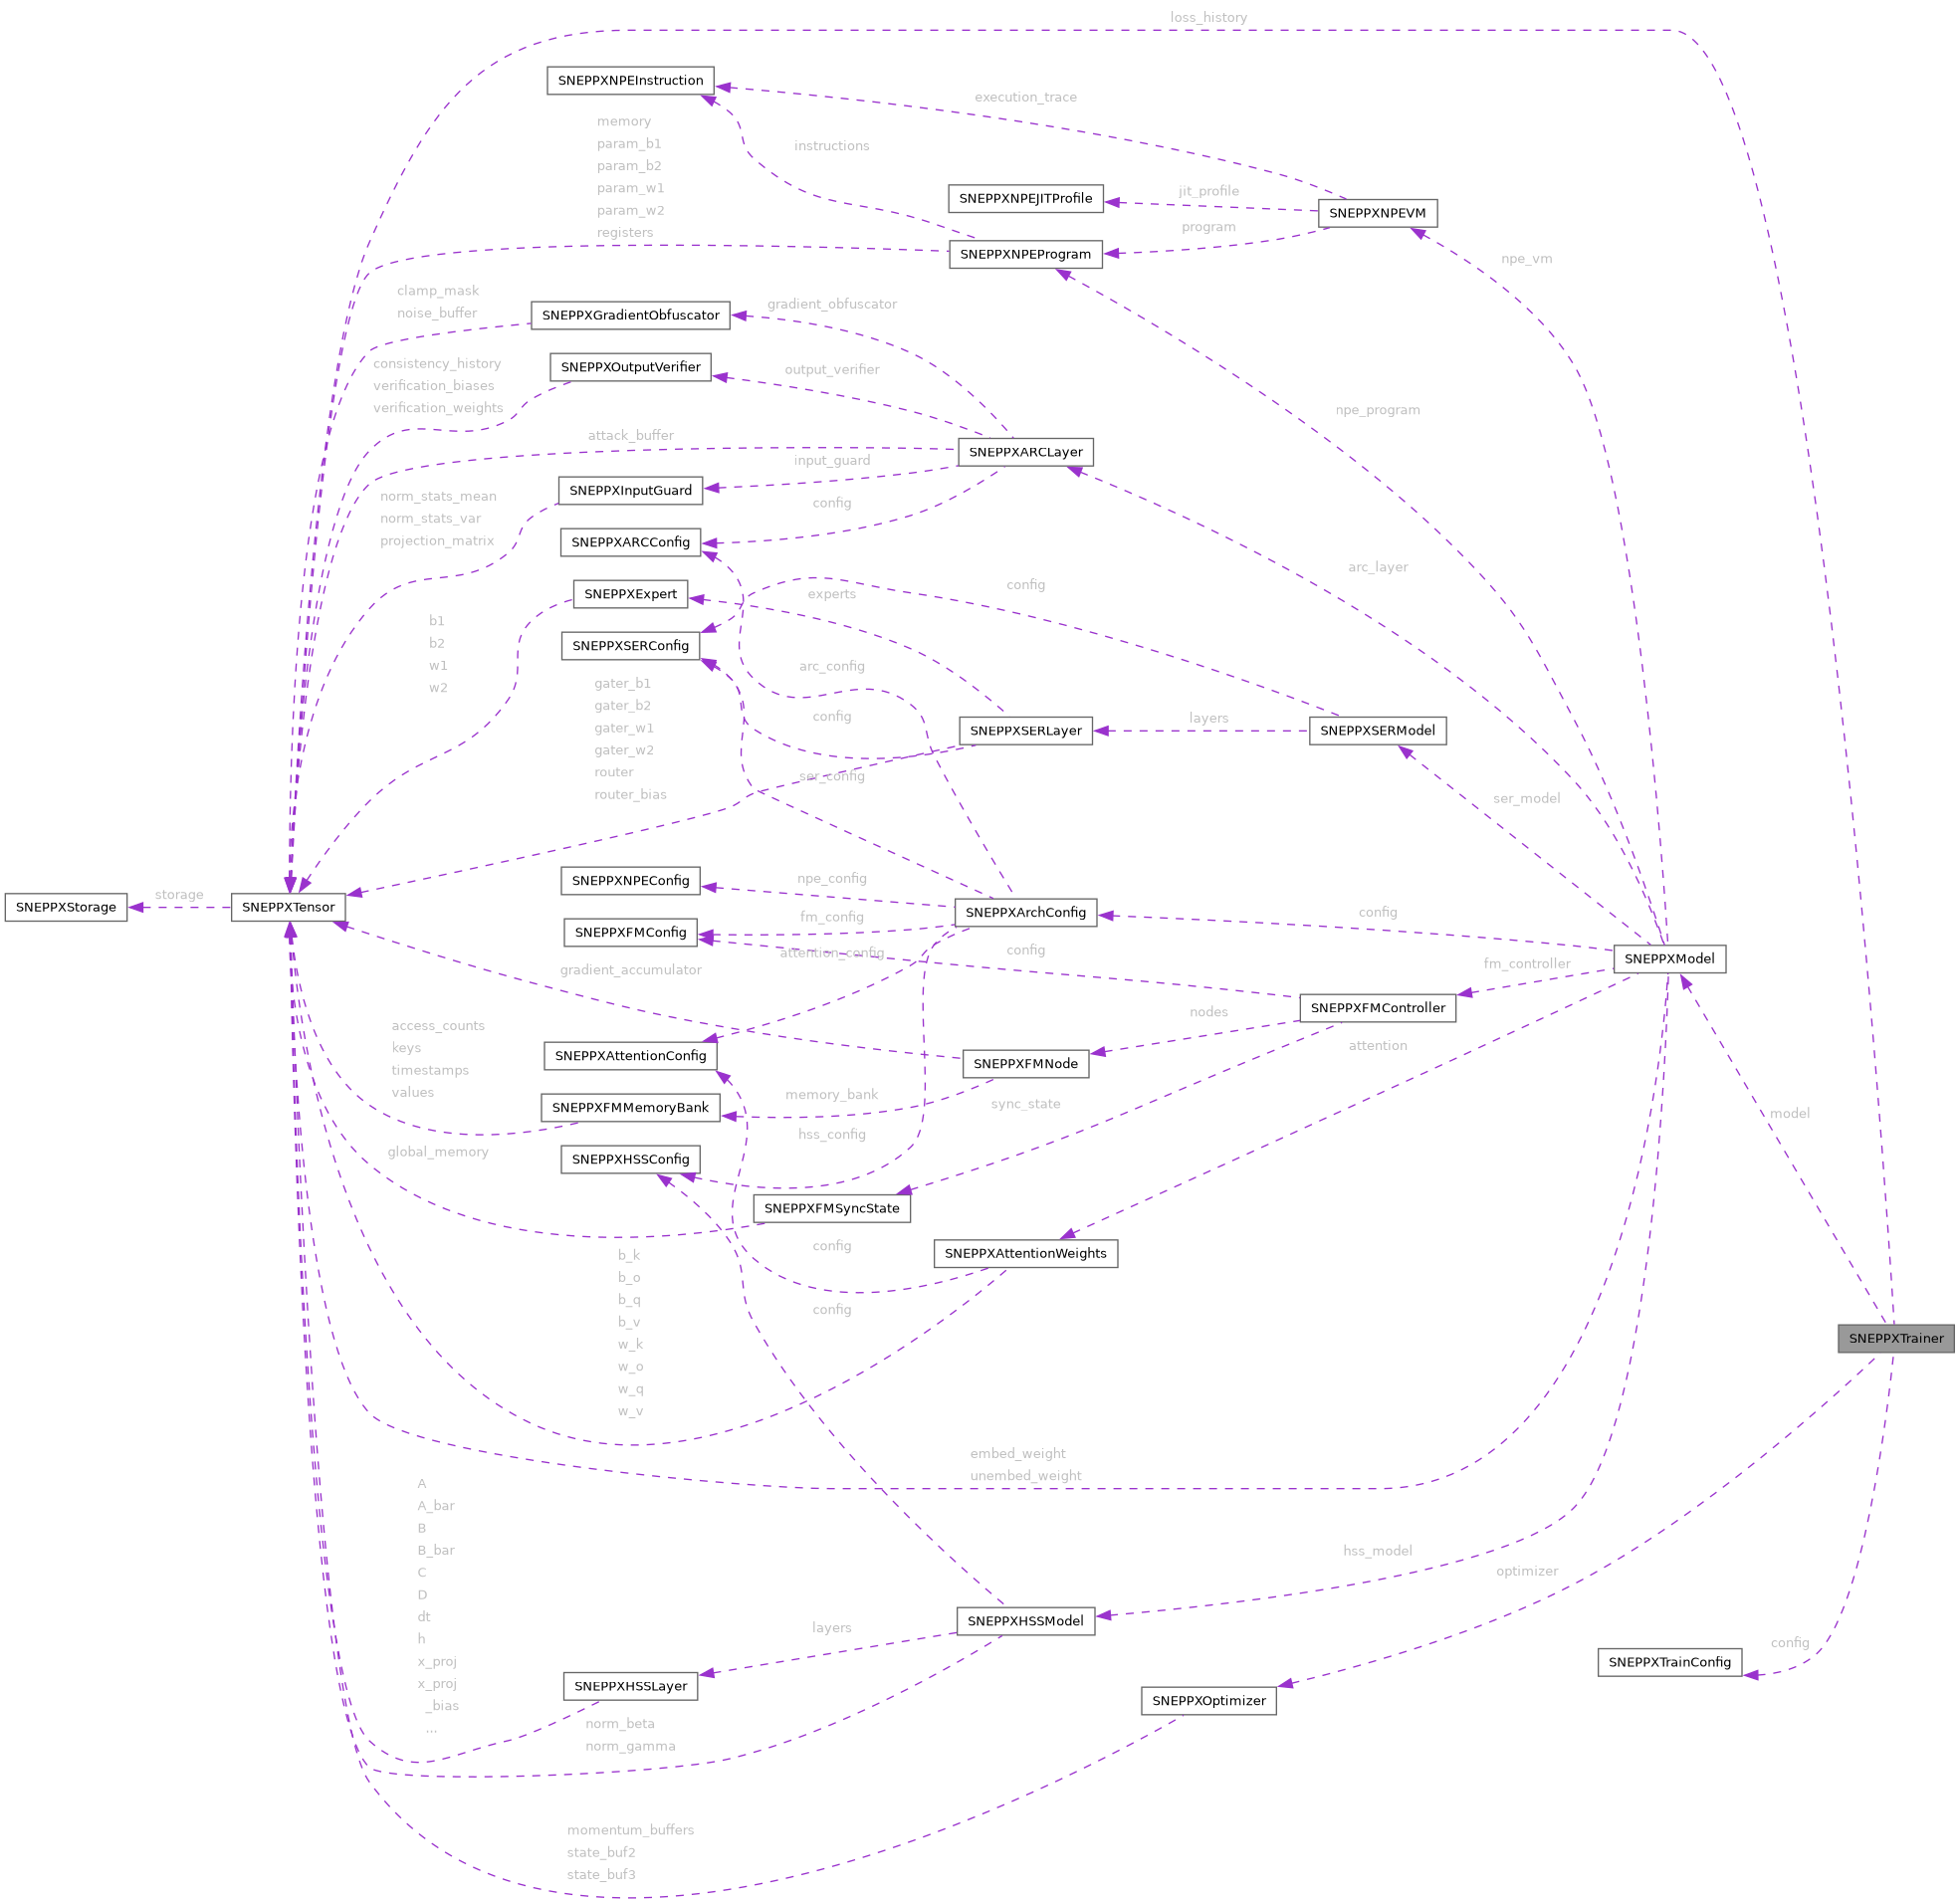 loss_history
SNEPPXNPEInstruction
execution_trace
memory
param_b1
param_b2
param_w1
param_w2
registers
instructions
SNEPPXNPEJITProfile
jit_profile
SNEPPXNPEVM
program
SNEPPXNPEProgram
npe_vm
clamp_mask
noise_buffer
SNEPPXGradientObfuscator
gradient_obfuscator
consistency_history
verification_biases
verification_weights
SNEPPXOutputVerifier
output_verifier
npe_program
attack_buffer
SNEPPXARCLayer
input_guard
norm_stats_mean
norm_stats_var
projection_matrix
SNEPPXInputGuard
config
SNEPPXARCConfig
arc_layer
SNEPPXExpert
experts
config
b1
b2
w1
w2
SNEPPXSERConfig
arc_config
gater_b1
gater_b2
gater_w1
gater_w2
router
router_bias
config
SNEPPXSERLayer
layers
SNEPPXSERModel
ser_config
ser_model
SNEPPXStorage
storage
SNEPPXTensor
SNEPPXNPEConfig
npe_config
SNEPPXArchConfig
config
fm_config
SNEPPXFMConfig
attention_config
config
SNEPPXModel
fm_controller
gradient_accumulator
SNEPPXFMController
nodes
access_counts
keys
timestamps
values
SNEPPXAttentionConfig
SNEPPXFMNode
attention
memory_bank
SNEPPXFMMemoryBank
sync_state
model
hss_config
global_memory
SNEPPXHSSConfig
SNEPPXFMSyncState
config
SNEPPXAttentionWeights
b_k
b_o
b_q
b_v
w_k
w_o
w_q
w_v
config
SNEPPXTrainer
embed_weight
unembed_weight
A
A_bar
B
B_bar
C
D
dt
h
x_proj
x_proj
_bias
...
hss_model
optimizer
SNEPPXHSSModel
layers
config
SNEPPXTrainConfig
SNEPPXHSSLayer
SNEPPXOptimizer
norm_beta
norm_gamma
momentum_buffers
state_buf2
state_buf3